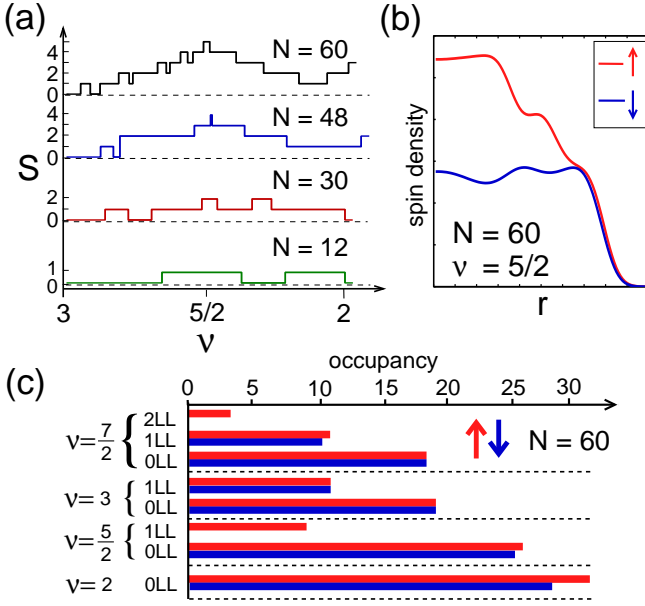 (a)
N = 60
4
2
0
N = 48
4
2
0
S
N = 30
2
0
N = 12
1
0
3 5/2 2
ν
(b)
spin density
N = 60
ν = 5/2
r
(c)
occupancy
0 5 10 15 20 25 30
ν=7/2 { 2LL
1LL
0LL
N = 60
ν= 3 { 1LL
0LL
ν=5/2 { 1LL
0LL
ν= 2 0LL